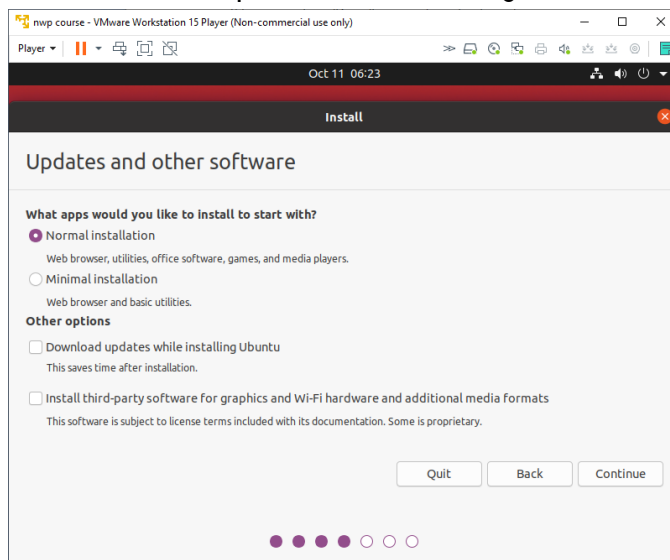 nwp course - VMware Workstation 15 Player (Non-commercial use only)
Player
Oct 11 06:23
Install
Updates and other software
What apps would you like to install to start with?
Normal installation
Web browser, utilities, office software, games, and media players.
Minimal installation
Web browser and basic utilities.
Other options
Download updates while installing Ubuntu
This saves time after installation.
Install third-party software for graphics and Wi-Fi hardware and additional media formats
This software is subject to license terms included with its documentation. Some is proprietary.
Quit Back Continue